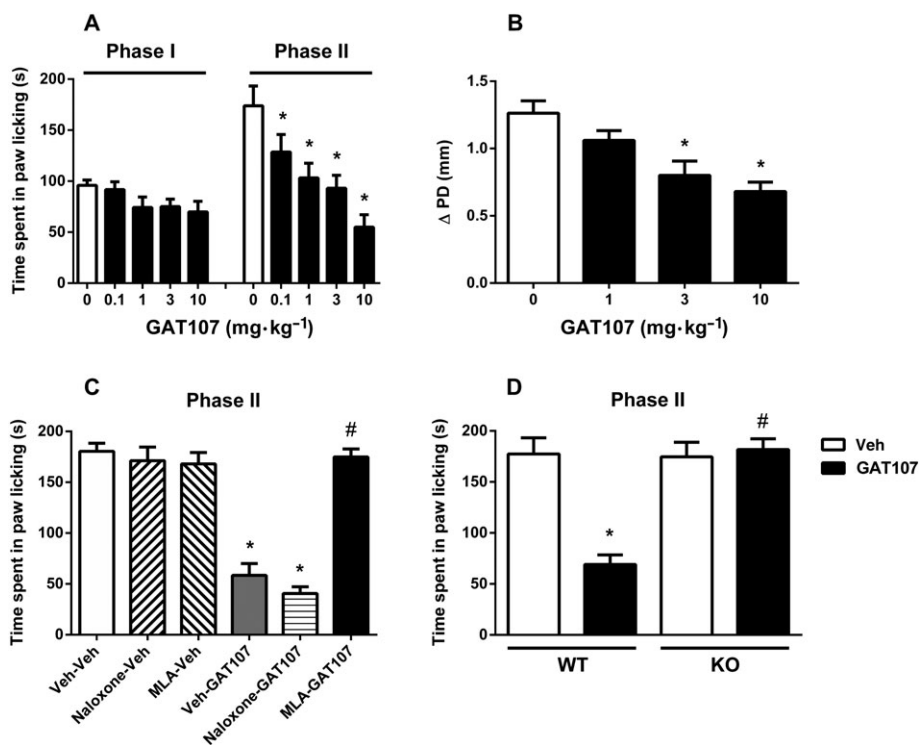 A
Phase I
Phase II
Time spent in paw licking (s)
200
150
100
50
0
0 0.1 1 3 10 0 0.1 1 3 10
* * * *
GAT107 (mg·kg⁻¹)
B
Δ PD (mm)
1.5
1.0
0.5
0.0
0 1 3 10
* *
GAT107 (mg·kg⁻¹)
C
Phase II
Time spent in paw licking (s)
200
150
100
50
0
* * #
Veh-Veh
Naloxone-Veh
MLA-Veh
Veh-GAT107
Naloxone-GAT107
MLA-GAT107
D
Phase II
Time spent in paw licking (s)
200
150
100
50
0
* #
WT KO
Veh
GAT107